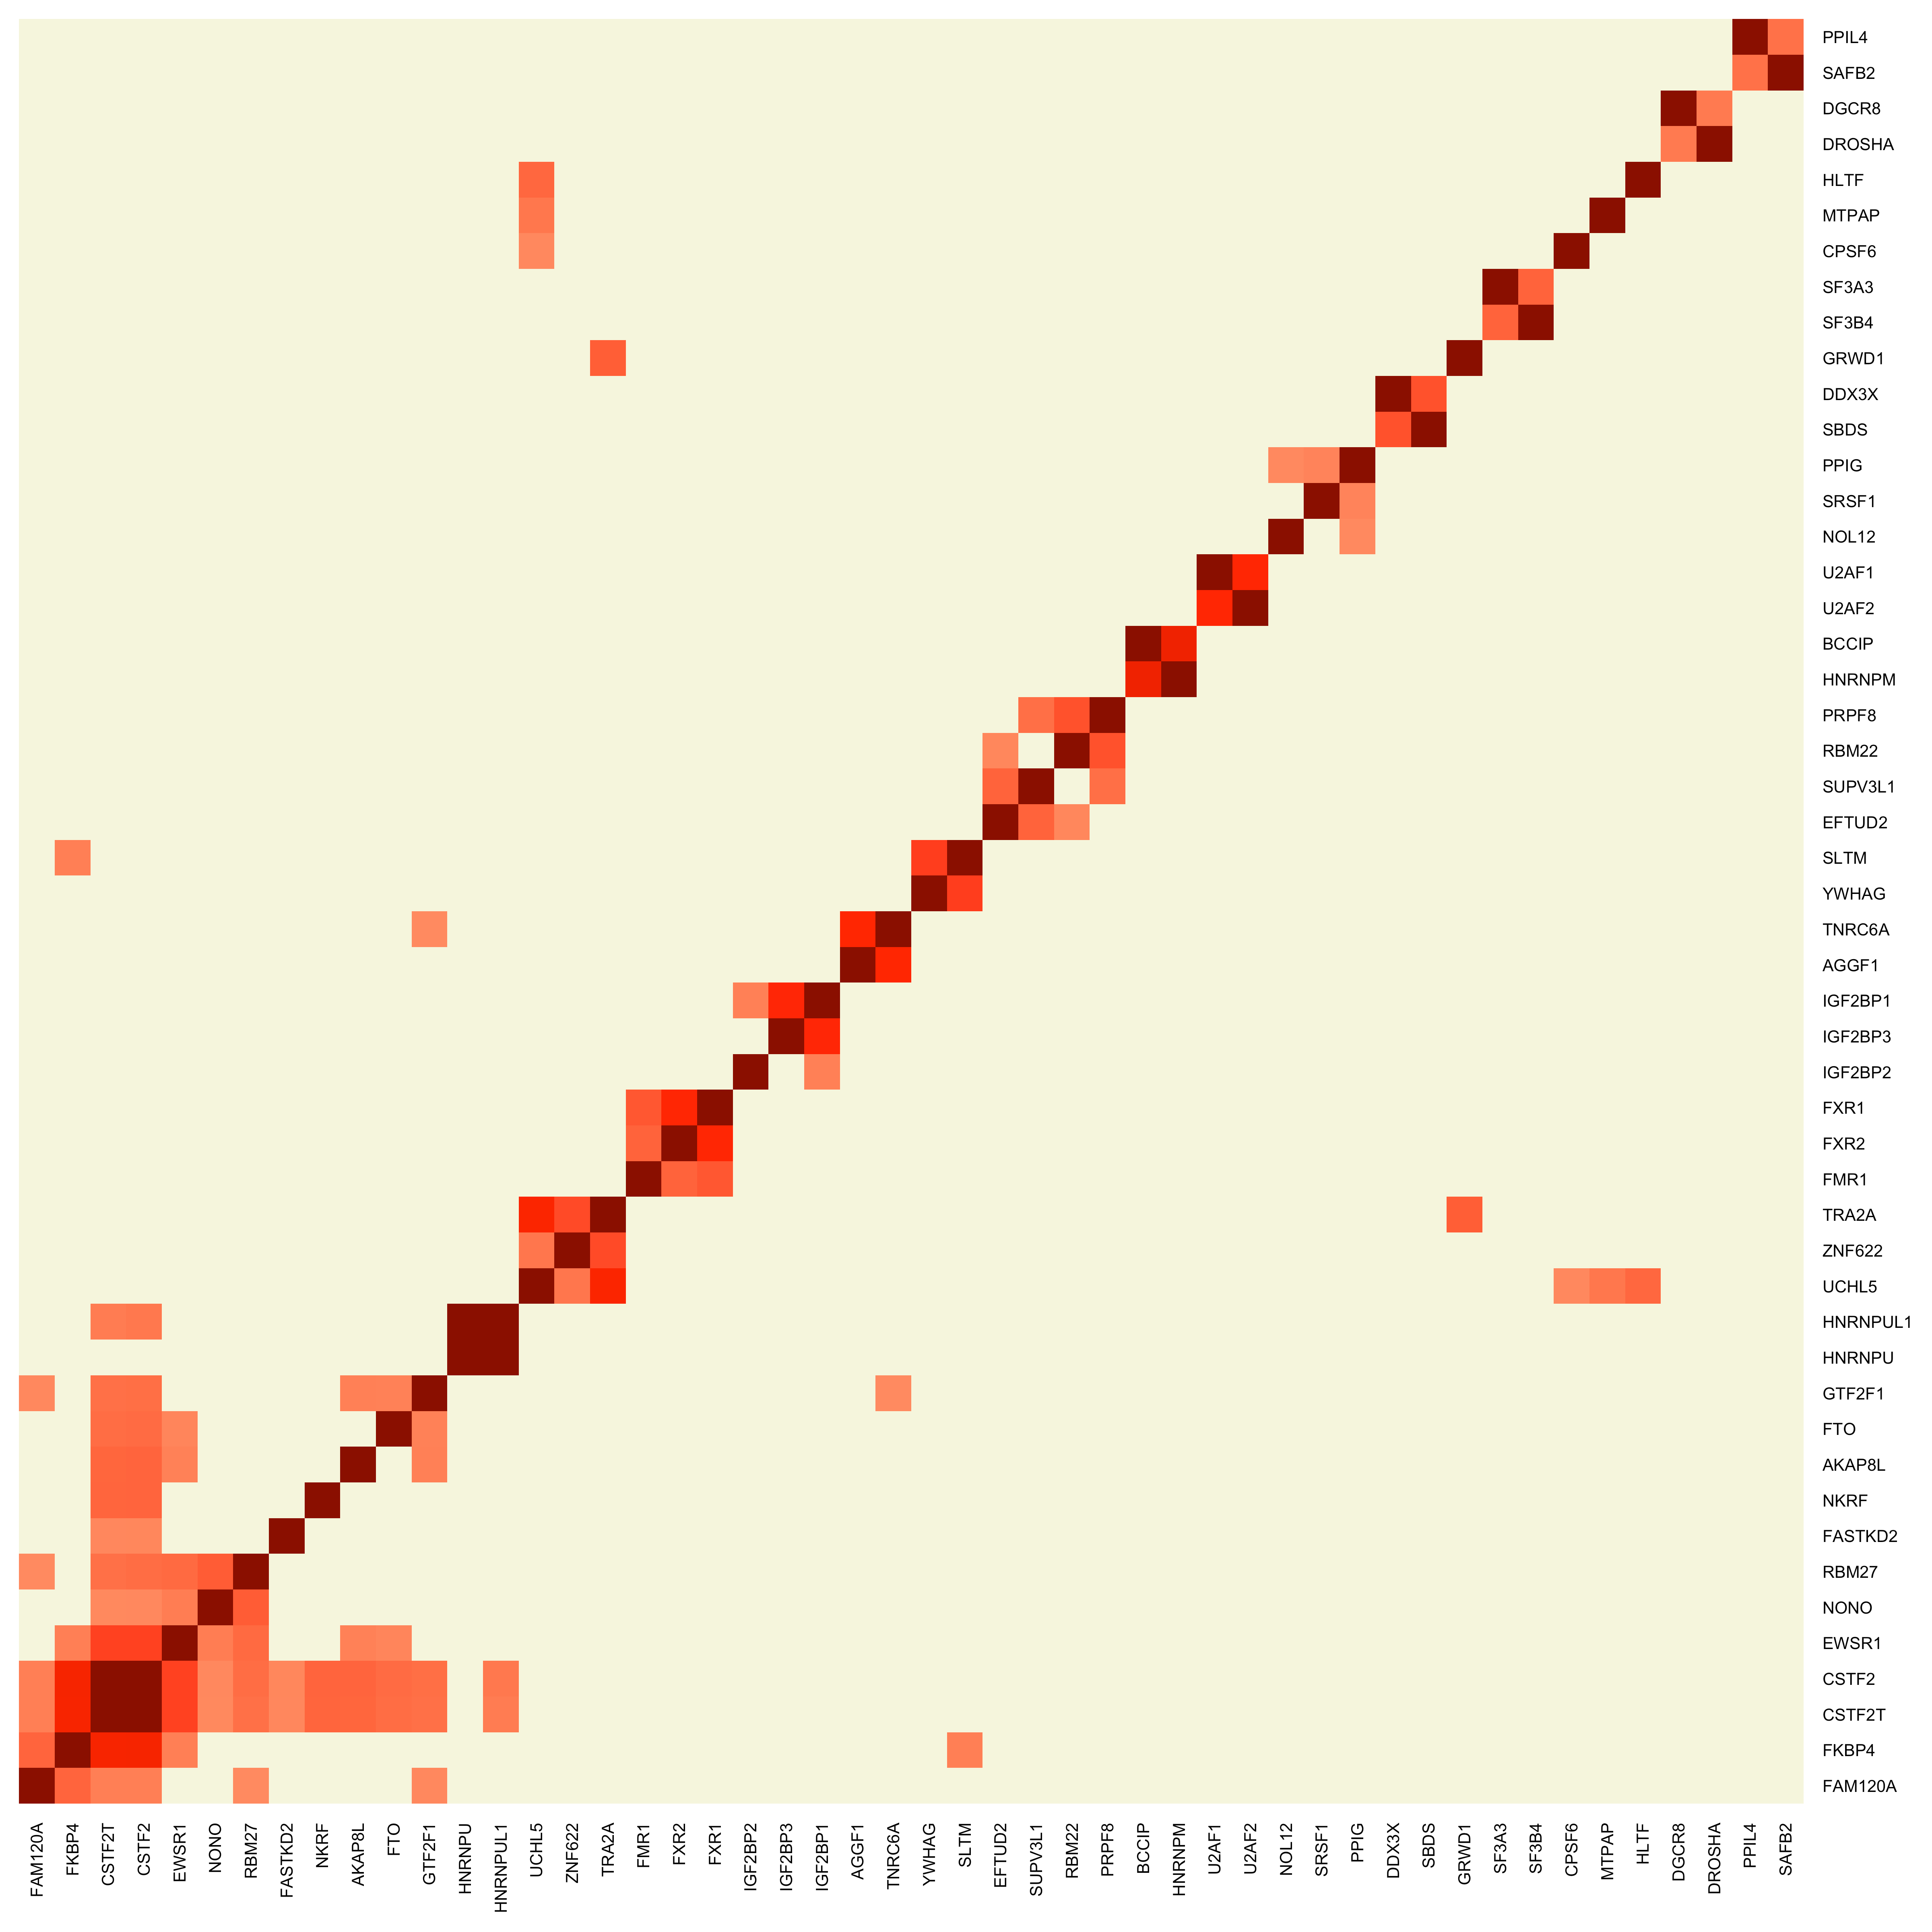 PPIL4
SAFB2
DGCR8
DROSHA
HLTF
MTPAP
CPSF6
SF3A3
SF3B4
GRWD1
DDX3X
SBDS
PPIG
SRSF1
NOL12
U2AF1
U2AF2
BCCIP
HNRNPM
PRPF8
RBM22
SUPV3L1
EFTUD2
SLTM
YWHAG
TNRC6A
AGGF1
IGF2BP1
IGF2BP3
IGF2BP2
FXR1
FXR2
FMR1
TRA2A
ZNF622
UCHL5
HNRNPUL1
HNRNPU
GTF2F1
FTO
AKAP8L
NKRF
FASTKD2
RBM27
NONO
EWSR1
CSTF2
CSTF2T
FKBP4
FAM120A
FAM120A
FKBP4
CSTF2T
CSTF2
EWSR1
NONO
RBM27
FASTKD2
NKRF
AKAP8L
FTO
GTF2F1
HNRNPU
HNRNPUL1
UCHL5
ZNF622
TRA2A
FMR1
FXR2
FXR1
IGF2BP2
IGF2BP3
IGF2BP1
AGGF1
TNRC6A
YWHAG
SLTM
EFTUD2
SUPV3L1
RBM22
PRPF8
BCCIP
HNRNPM
U2AF1
U2AF2
NOL12
SRSF1
PPIG
DDX3X
SBDS
GRWD1
SF3A3
SF3B4
CPSF6
MTPAP
HLTF
DGCR8
DROSHA
PPIL4
SAFB2